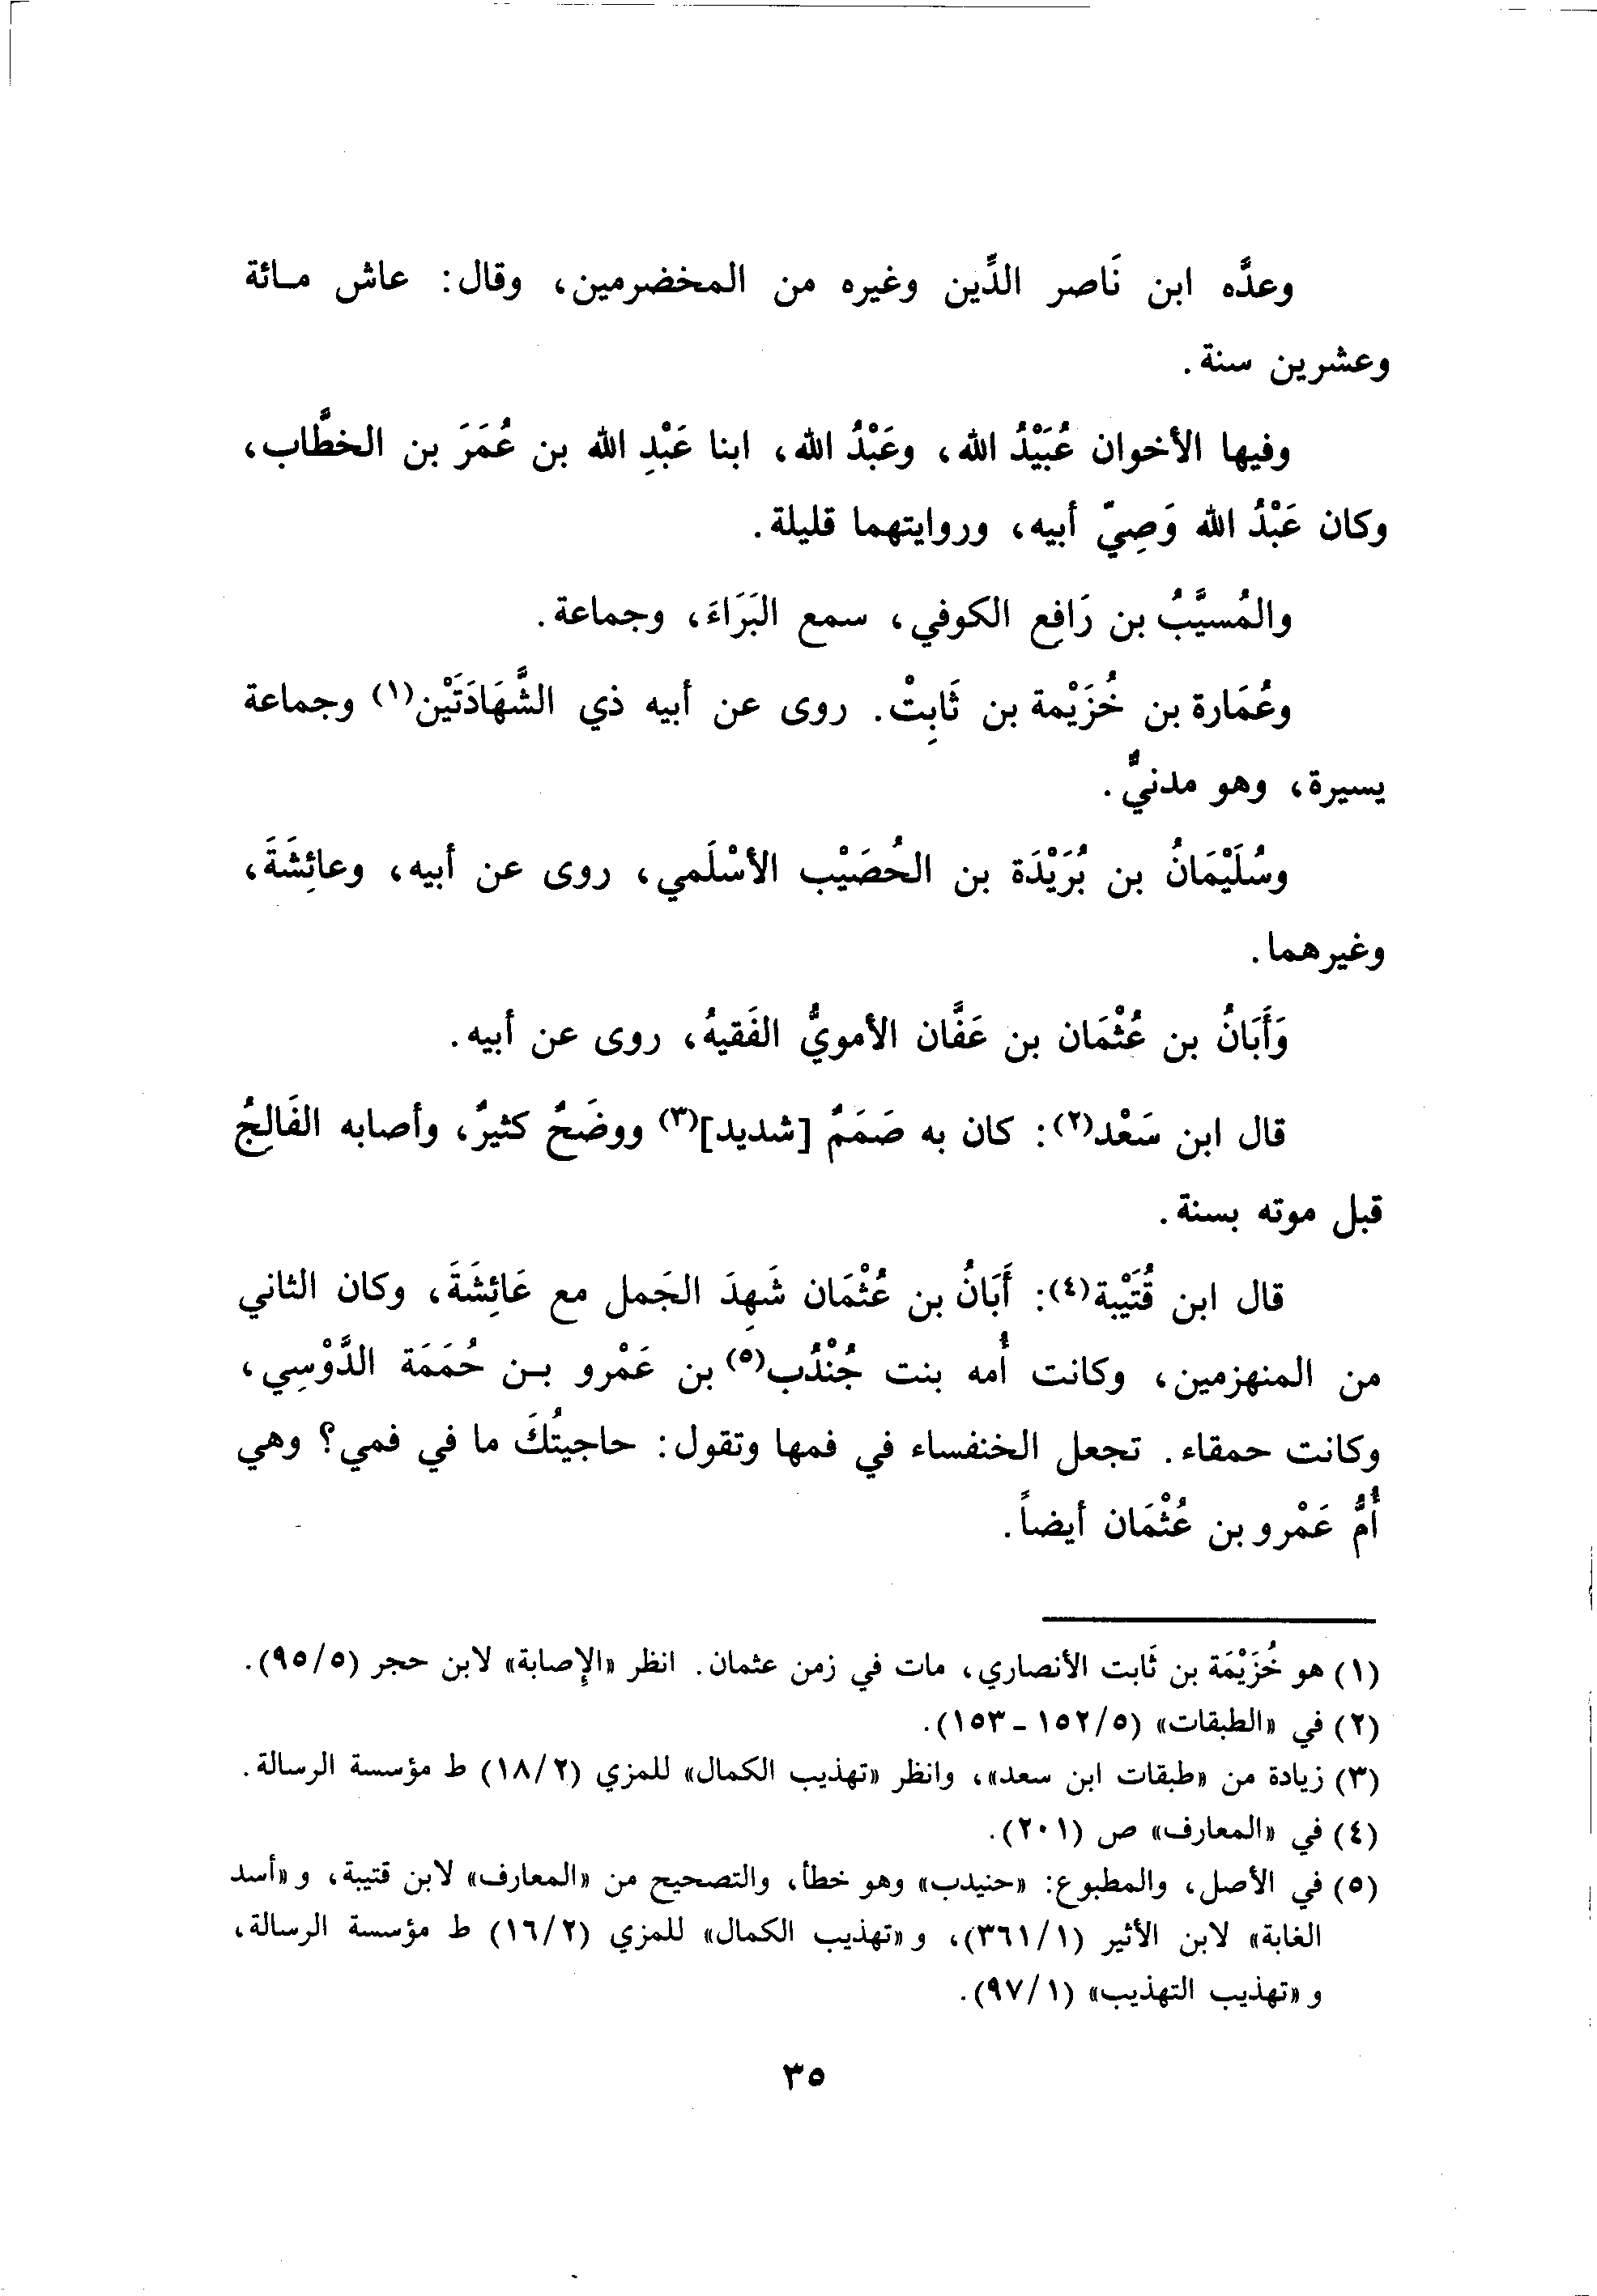 وعدَّه ابن نَاصر الدِّين وغيره من المخضرمين، وقال: عاش مـائة
وعشرين سنة.
وفيها الأخوان عُبَيْدُ الله، وعَبْدُ الله، ابنا عَبْدِ الله بن عُمَرَ بن الخطَّاب،
وكان عَبْدُ الله وَصِيّ أبيه، وروايتهما قليلة.
والمُسيَّبُ بن رَافِع الكوفي، سمع البَرَاءَ، وجماعة.
وعُمَارة بن خُزَيْمة بن ثَابِتْ. روى عن أبيه ذي الشَّهَادَتَيْن(١) وجماعة
يسيرة، وهو مدنيٌّ.
وسُلَيْمَانُ بن بُرَيْدَة بن الحُصَيْب الأسْلَمي، روى عن أبيه، وعائِشَةَ،
وغيرهما.
وَأَبَانُ بن عُثْمَان بن عَفَّان الأمويُّ الفَقيهُ، روى عن أبيه.
قال ابن سَعْد(٢): كان به صَمَمٌ [شديد](٣) ووضَحٌ كثيرٌ، وأصابه الفَالِجُ
قبل موته بسنة.
قال ابن قُتَيْبة(٤): أَبَانُ بن عُثْمَان شَهِدَ الجَمل مع عَائِشَةَ، وكان الثاني
من المنهزمين، وكانت أُمه بنت جُنْدُب(٥) بن عَمْرو بـن حُمَمَة الدَّوْسِي،
وكانت حمقاء. تجعل الخنفساء في فمها وتقول: حاجيتُكَ ما في فمي؟ وهي
أُمُّ عَمْرو بن عُثْمَان أيضاً.
(١) هو خُزَيْمَة بن ثَابت الأنصاري، مات في زمن عثمان. انظر «الإِصابة» لابن حجر (٩٥/٥).
(٢) في «الطبقات» (١٥٢/٥ - ١٥٣).
(٣) زيادة من «طبقات ابن سعد»، وانظر «تهذيب الكمال» للمزي (١٨/٢) ط مؤسسة الرسالة.
(٤) في «المعارف» ص (٢٠١).
(٥) في الأصل، والمطبوع: «حنيدب» وهو خطأ، والتصحيح من «المعارف» لابن قتيبة، و«أسد
الغابة» لابن الأثير (٣٦١/١)، و«تهذيب الكمال» للمزي (١٦/٢) ط مؤسسة الرسالة،
و«تهذيب التهذيب» (٩٧/١).
٣٥